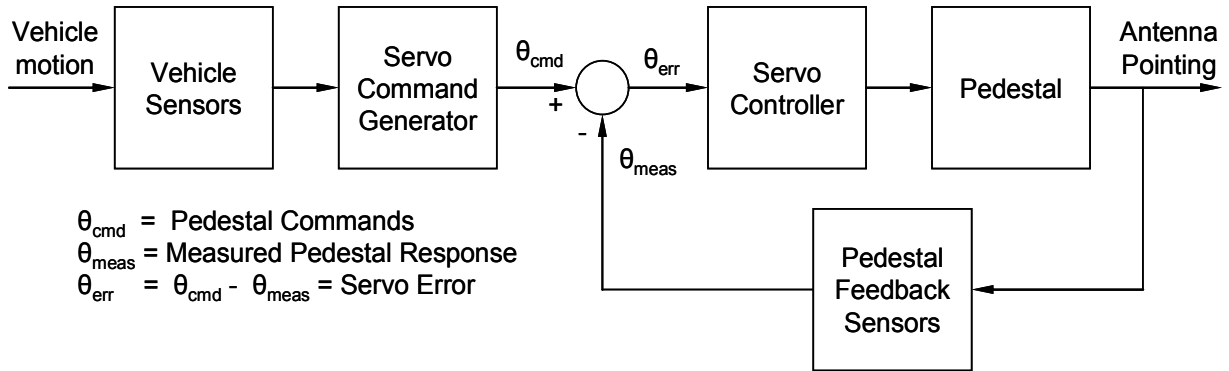 Vehicle
motion
Vehicle
Sensors
Servo
Command
Generator
θcmd
+
-
θerr
θmeas
Servo
Controller
Pedestal
Antenna
Pointing
Pedestal
Feedback
Sensors
θcmd = Pedestal Commands
θmeas = Measured Pedestal Response
θerr = θcmd - θmeas = Servo Error